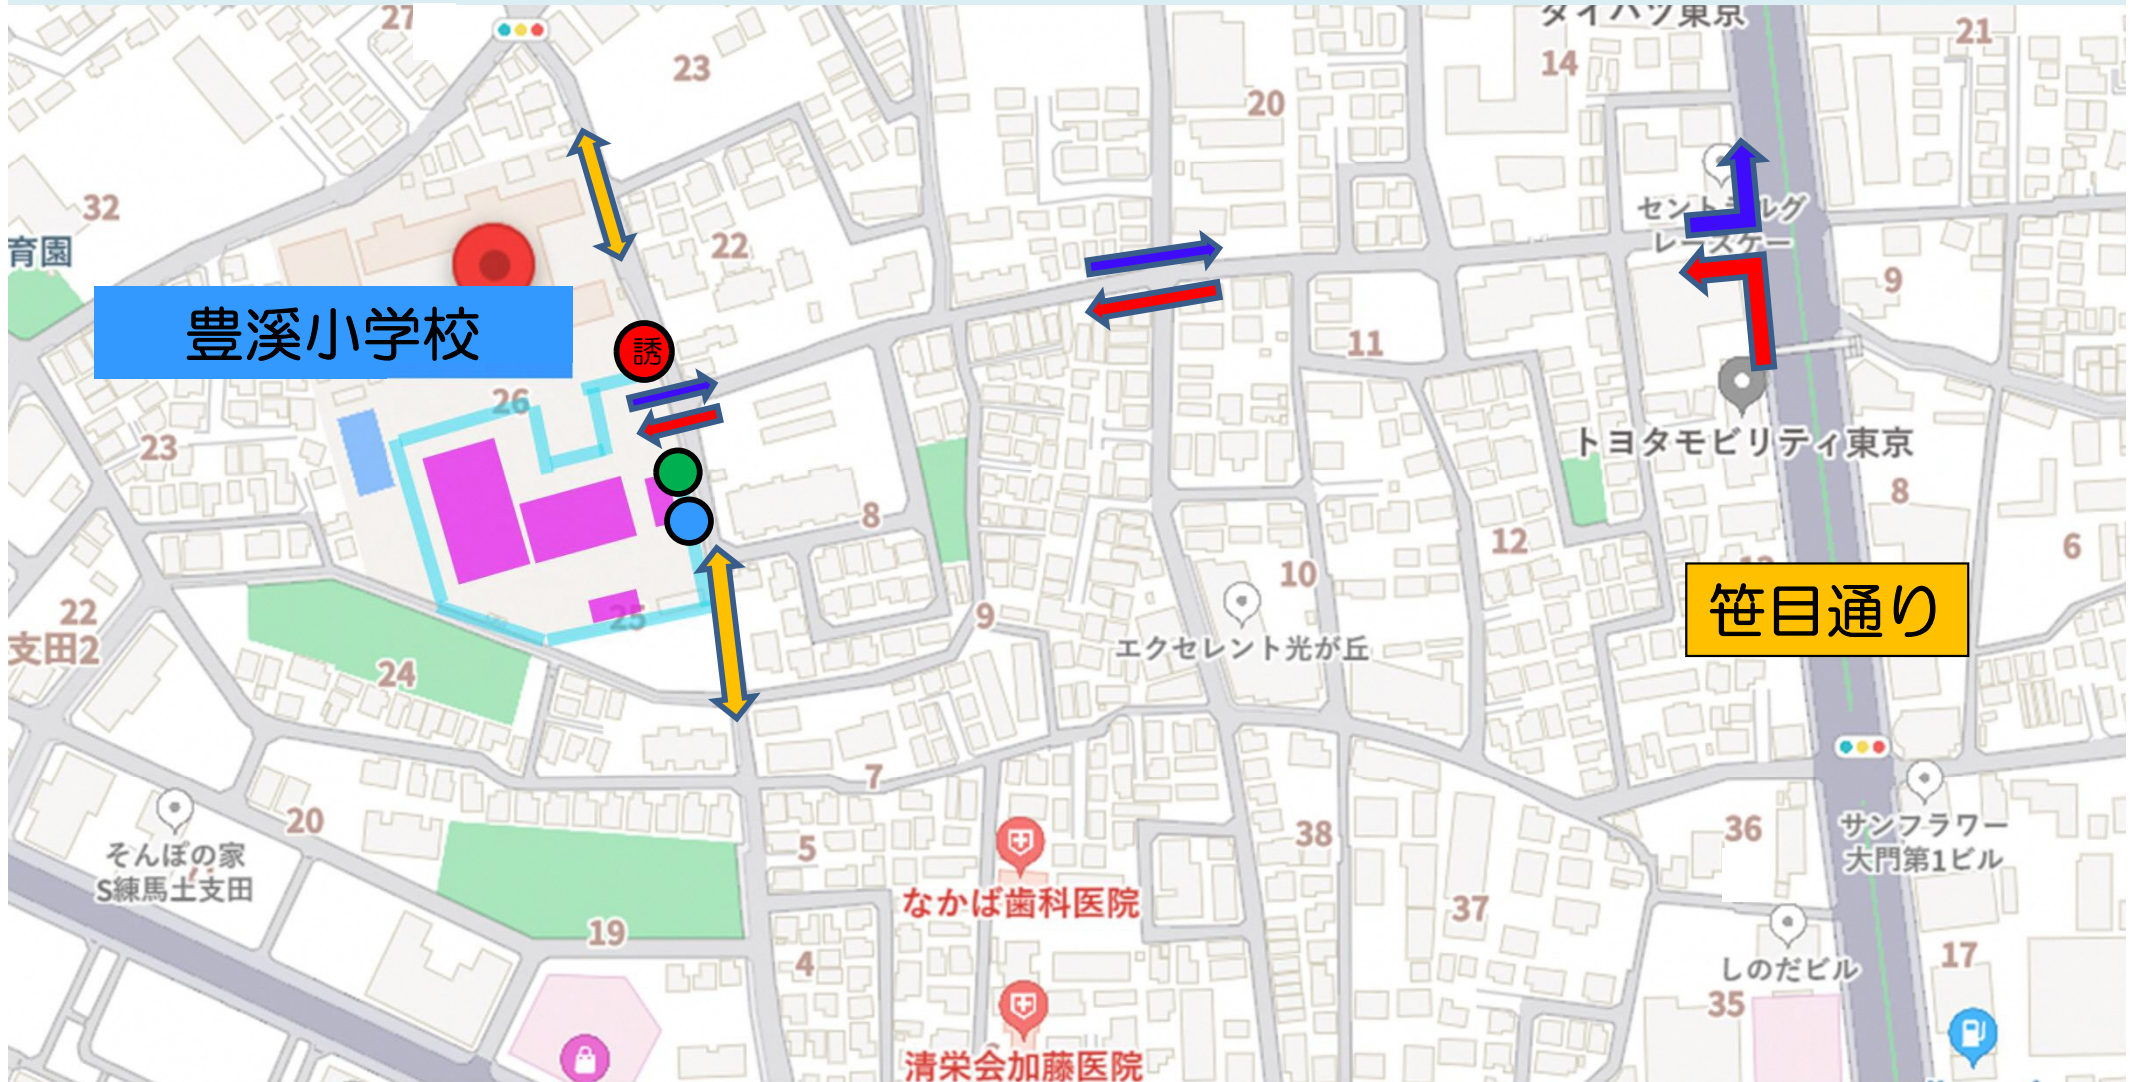 27
ダイハツ東京
21
23
14
20
32
セントラルグ
レースケー
育園
22
9
豊溪小学校
誘
11
26
23
トヨタモビリティ東京
8
8
12
6
10
22
支田2
25
9
エクセレント光が丘
笹目通り
24
7
20
5
38
36
サンフラワー
大門第1ビル
そんぽの家
S練馬土支田
なかば歯科医院
37
19
4
しのだビル
17
35
清栄会加藤医院